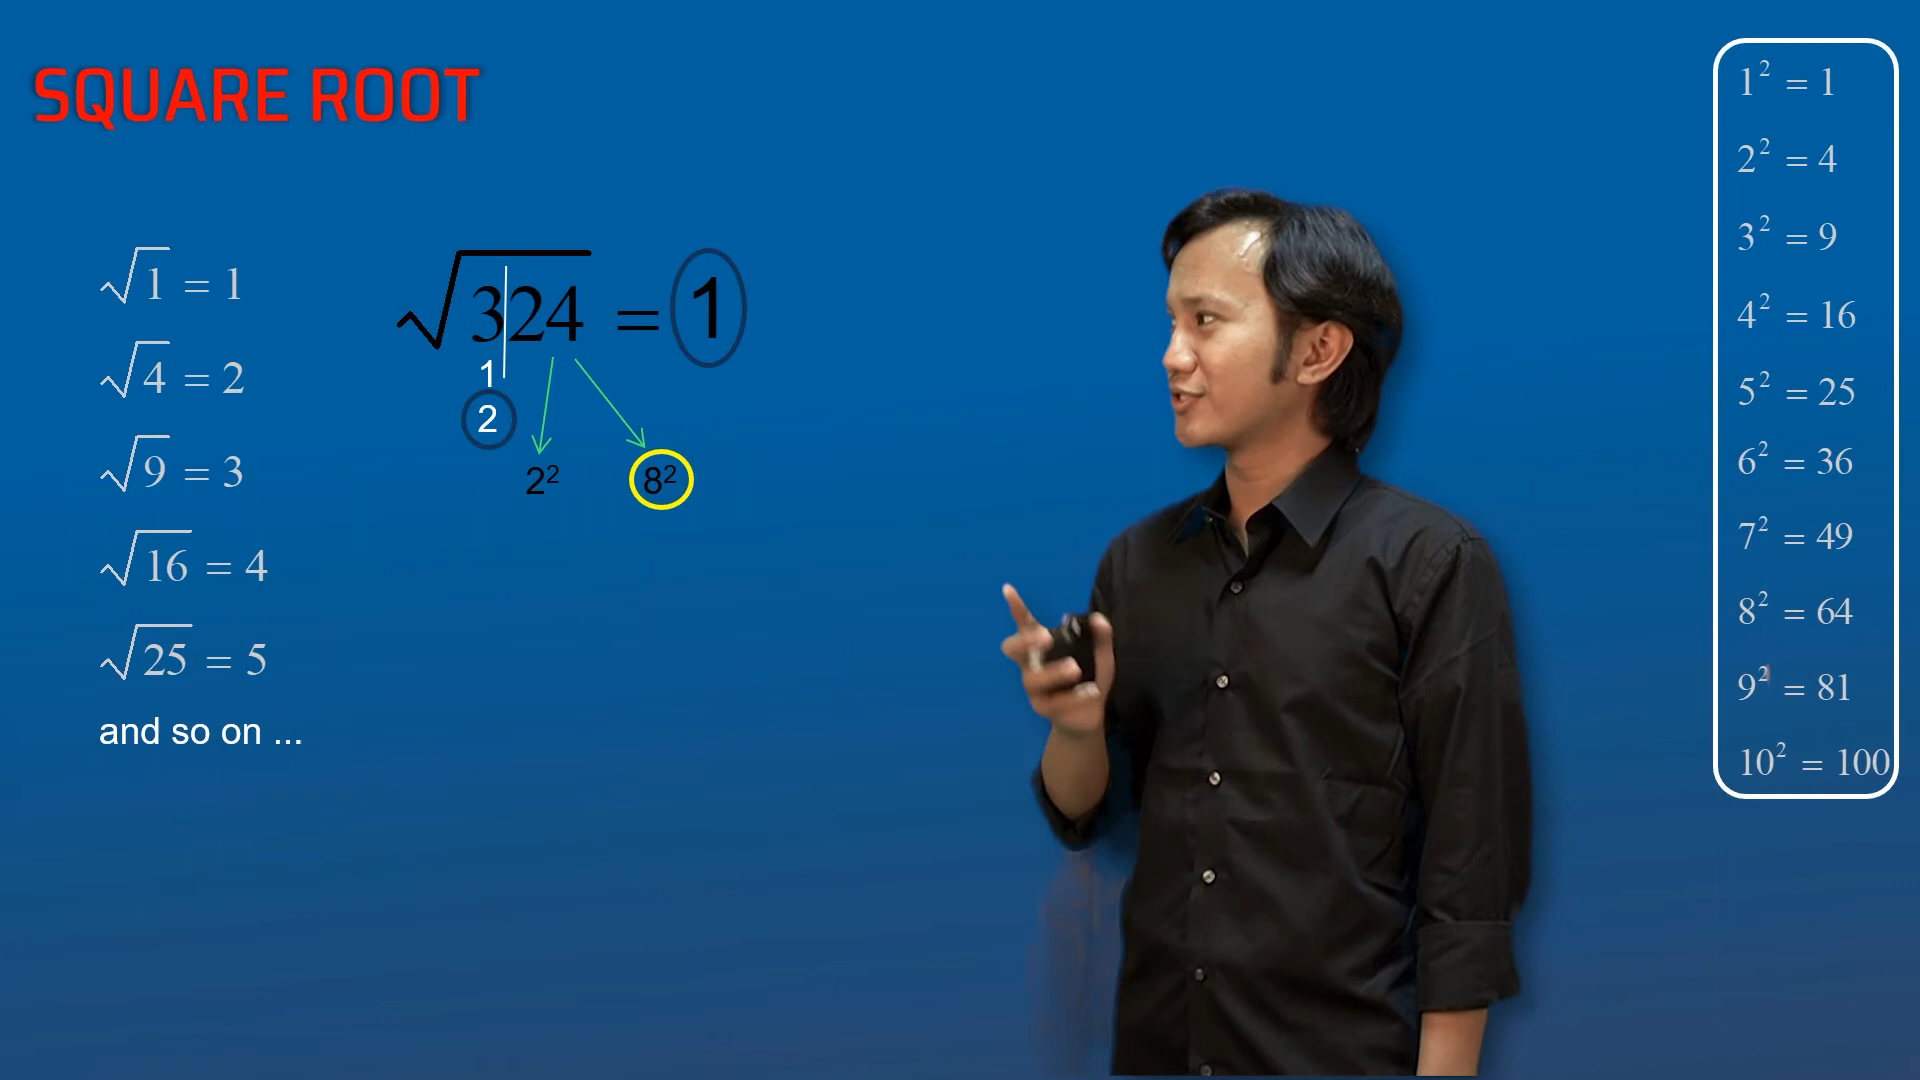 SQUARE ROOT
√1 = 1
√4 = 2
√9 = 3
√16 = 4
√25 = 5
and so on ...
√324 = 1
1
2
2² 8²
1² = 1
2² = 4
3² = 9
4² = 16
5² = 25
6² = 36
7² = 49
8² = 64
9² = 81
10² = 100